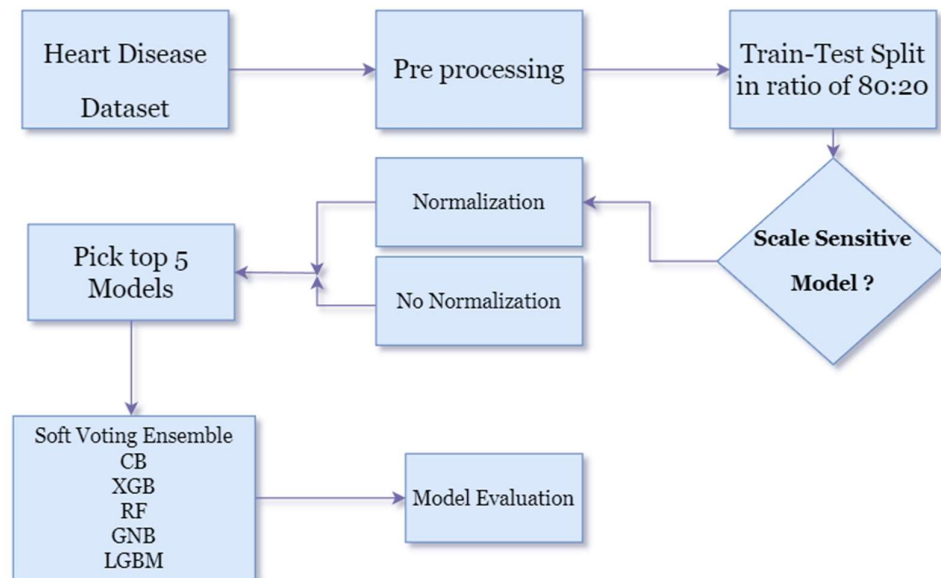 Heart Disease
Dataset
Pre processing
Train-Test Split
in ratio of 80:20
Scale Sensitive
Model ?
Normalization
No Normalization
Pick top 5
Models
Soft Voting Ensemble
CB
XGB
RF
GNB
LGBM
Model Evaluation